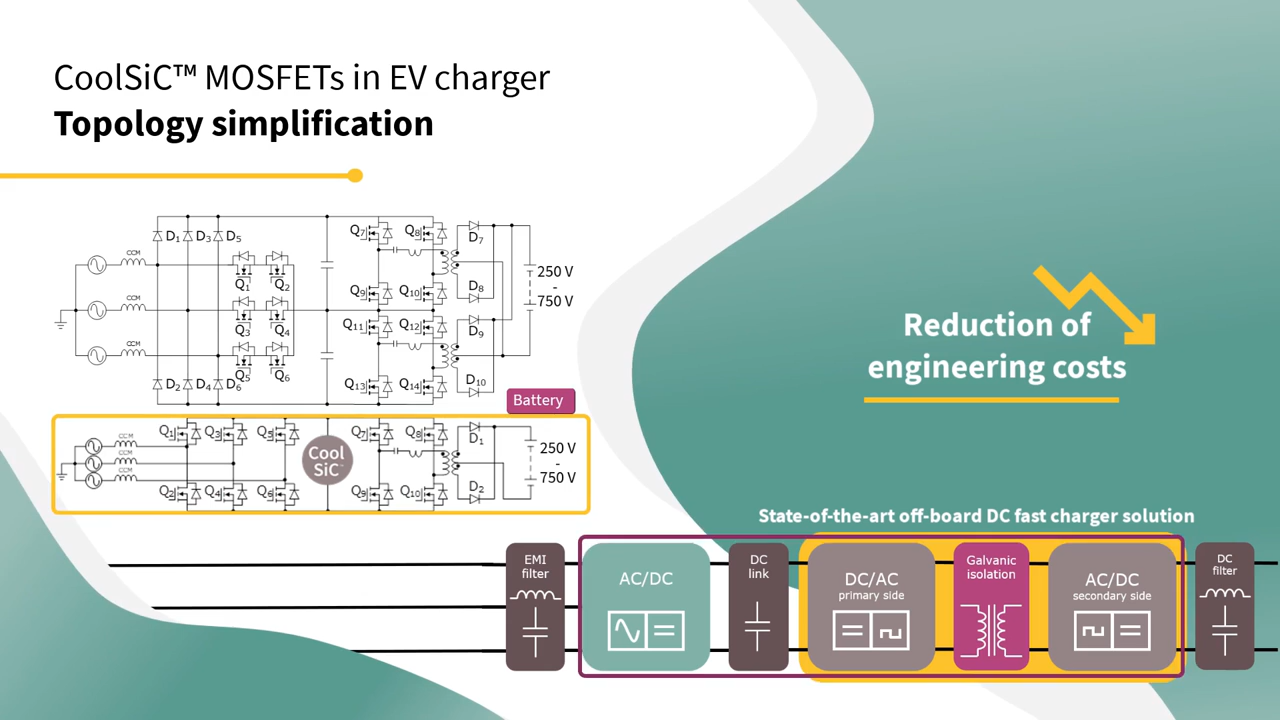 CoolSiC™ MOSFETs in EV charger
Topology simplification
D1 D3 D5
CCM
CCM
CCM
Q1 Q2
Q3 Q4
Q5 Q6
D2 D4 D6
Q7 Q8
Q9 Q10
Q11 Q12
Q13 Q14
D7
D8
D9
D10
250 V
-
750 V
Battery
CCM
CCM
CCM
Q1 Q3 Q5
Q2 Q4 Q6
Cool
SiC™
Q7 Q8
Q9 Q10
D1
D2
250 V
-
750 V
Reduction of
engineering costs
State-of-the-art off-board DC fast charger solution
EMI
filter
AC/DC
DC
link
DC/AC
primary side
Galvanic
isolation
AC/DC
secondary side
DC
filter